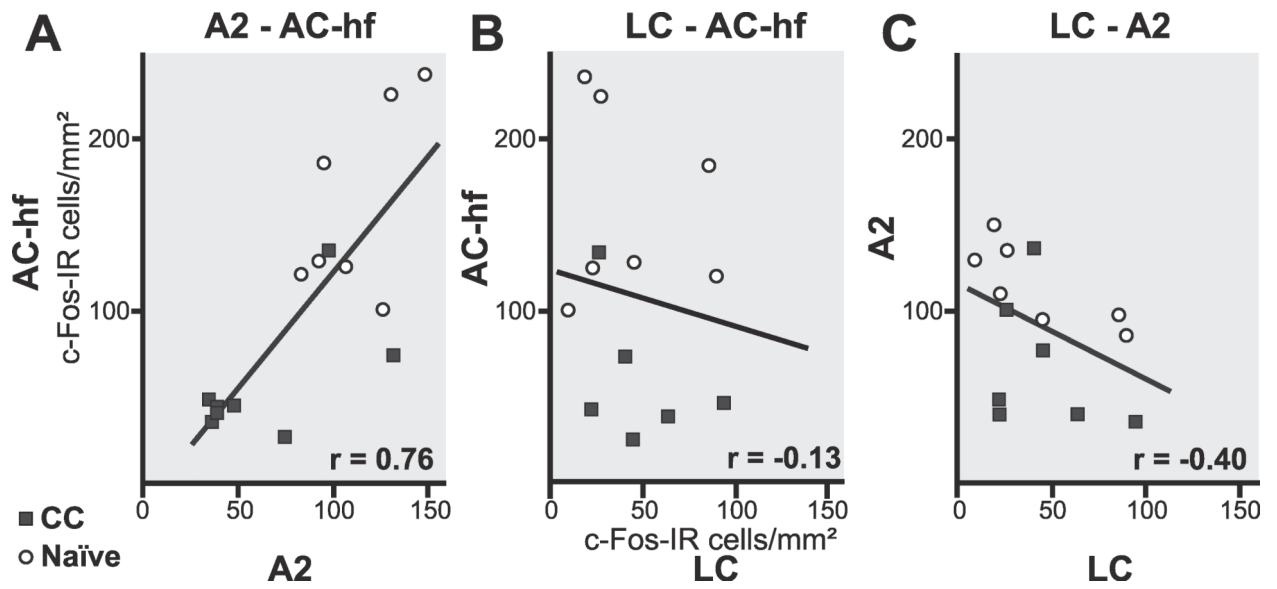 A
A2 - AC-hf
AC-hf
c-Fos-IR cells/mm²
200
100
r = 0.76
0
50
100
150
A2
CC
Naïve
B
LC - AC-hf
AC-hf
200
100
r = -0.13
0
50
100
150
c-Fos-IR cells/mm²
LC
C
LC - A2
A2
200
100
r = -0.40
0
50
100
150
LC